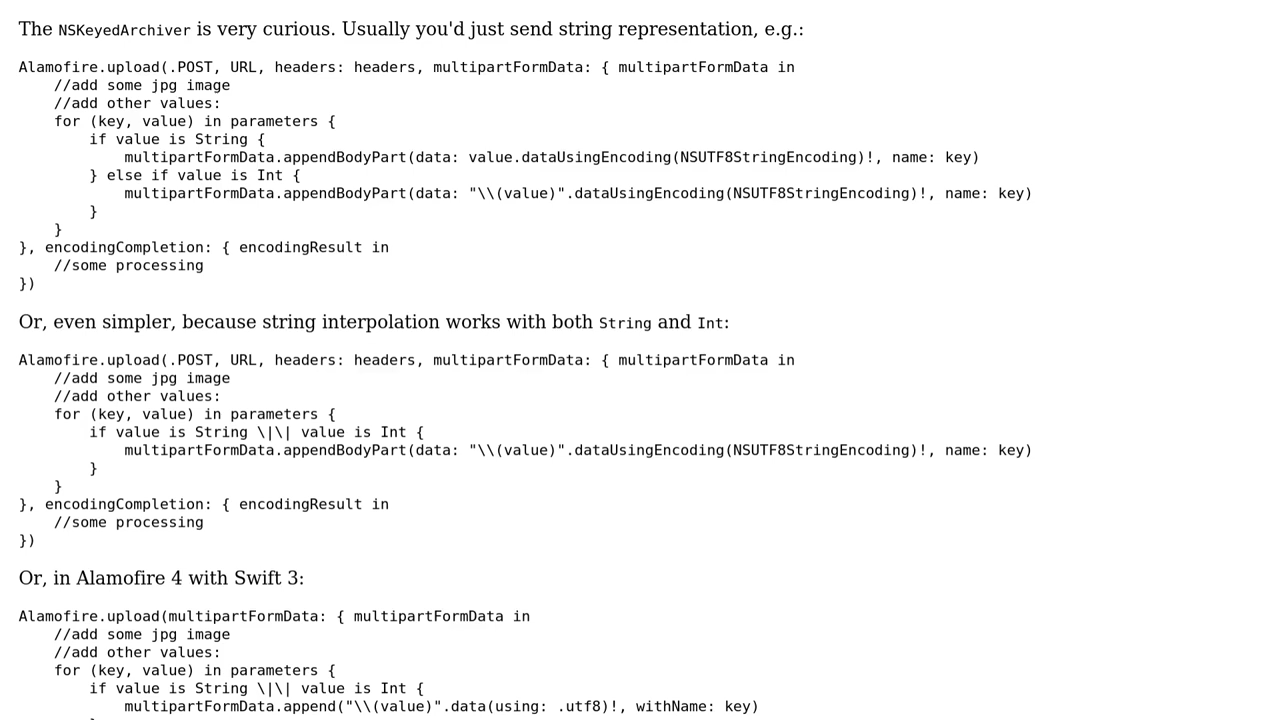 The NSKeyedArchiver is very curious. Usually you'd just send string representation, e.g.:
Alamofire.upload(.POST, URL, headers: headers, multipartFormData: { multipartFormData in
    //add some jpg image
    //add other values:
    for (key, value) in parameters {
        if value is String {
            multipartFormData.appendBodyPart(data: value.dataUsingEncoding(NSUTF8StringEncoding)!, name: key)
        } else if value is Int {
            multipartFormData.appendBodyPart(data: "\\(value)".dataUsingEncoding(NSUTF8StringEncoding)!, name: key)
        }
    }
}, encodingCompletion: { encodingResult in
    //some processing
})
Or, even simpler, because string interpolation works with both String and Int:
Alamofire.upload(.POST, URL, headers: headers, multipartFormData: { multipartFormData in
    //add some jpg image
    //add other values:
    for (key, value) in parameters {
        if value is String \|\| value is Int {
            multipartFormData.appendBodyPart(data: "\\(value)".dataUsingEncoding(NSUTF8StringEncoding)!, name: key)
        }
    }
}, encodingCompletion: { encodingResult in
    //some processing
})
Or, in Alamofire 4 with Swift 3:
Alamofire.upload(multipartFormData: { multipartFormData in
    //add some jpg image
    //add other values:
    for (key, value) in parameters {
        if value is String \|\| value is Int {
            multipartFormData.append("\\(value)".data(using: .utf8)!, withName: key)